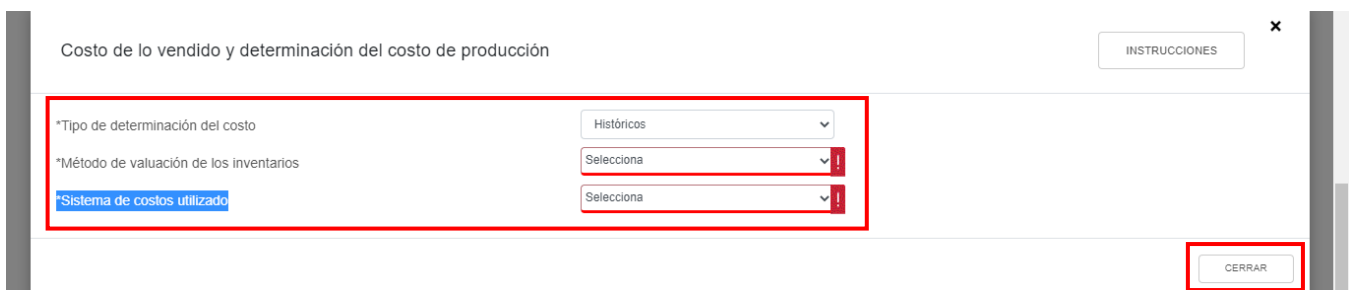 ×
Costo de lo vendido y determinación del costo de producción
INSTRUCCIONES
*Tipo de determinación del costo
Históricos
*Método de valuación de los inventarios
Selecciona
!
*Sistema de costos utilizado
Selecciona
!
CERRAR